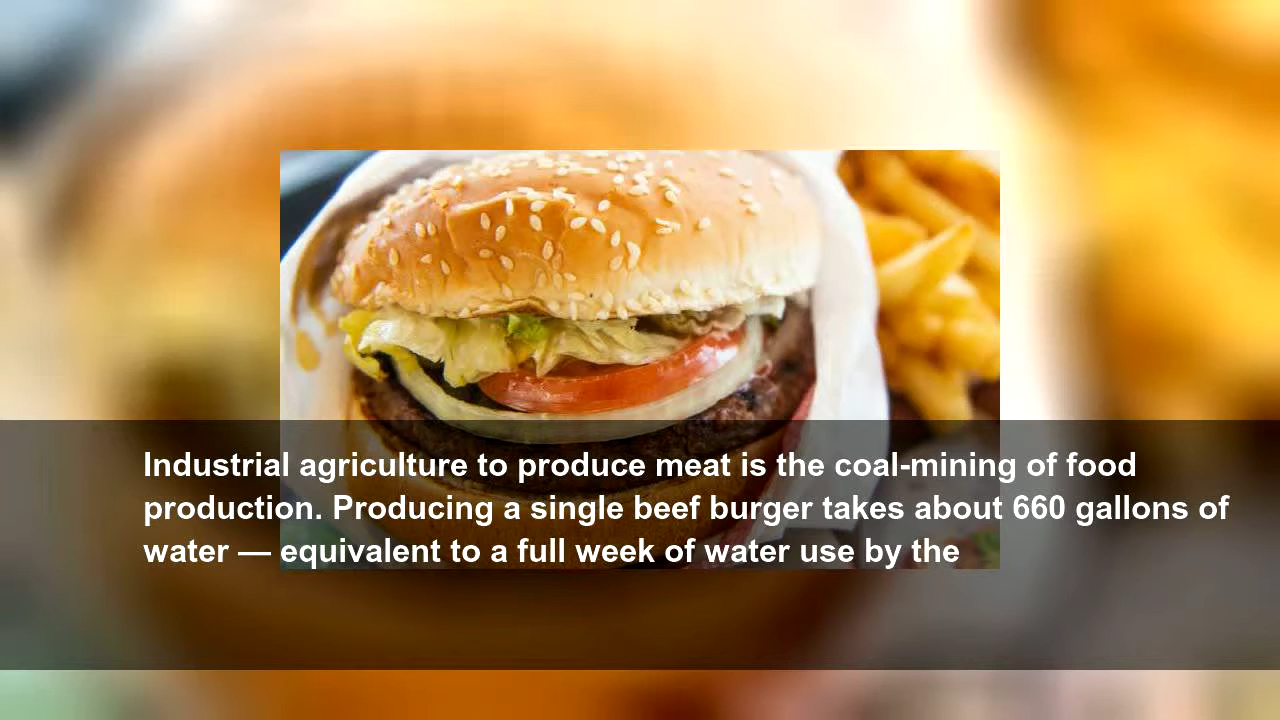 Industrial agriculture to produce meat is the coal-mining of food
production. Producing a single beef burger takes about 660 gallons of
water — equivalent to a full week of water use by the